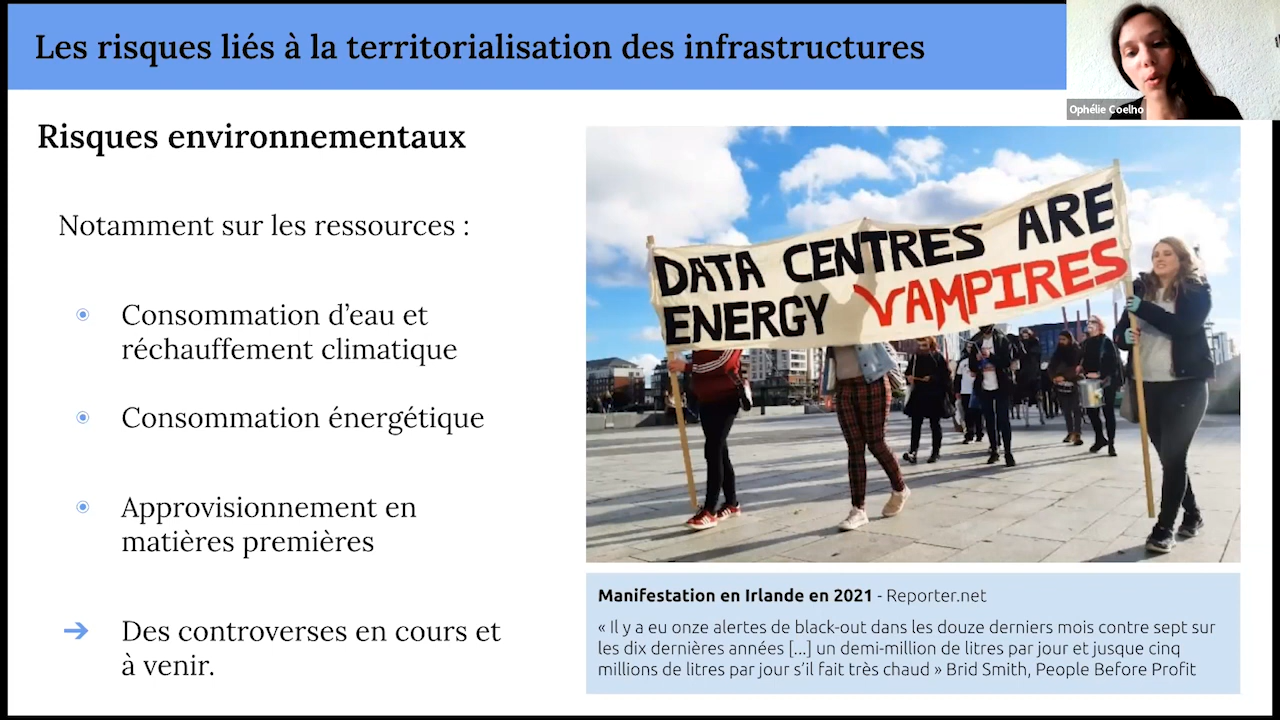 Les risques liés à la territorialisation des infrastructures
Ophélie Coelho
Risques environnementaux
Notamment sur les ressources :
Consommation d'eau et
réchauffement climatique
Consommation énergétique
Approvisionnement en
matières premières
➔ Des controverses en cours et
à venir.
DATA CENTRES ARE
ENERGY VAMPIRES
Manifestation en Irlande en 2021 - Reporter.net
« Il y a eu onze alertes de black-out dans les douze derniers mois contre sept sur
les dix dernières années [...] un demi-million de litres par jour et jusque cinq
millions de litres par jour s'il fait très chaud » Brid Smith, People Before Profit